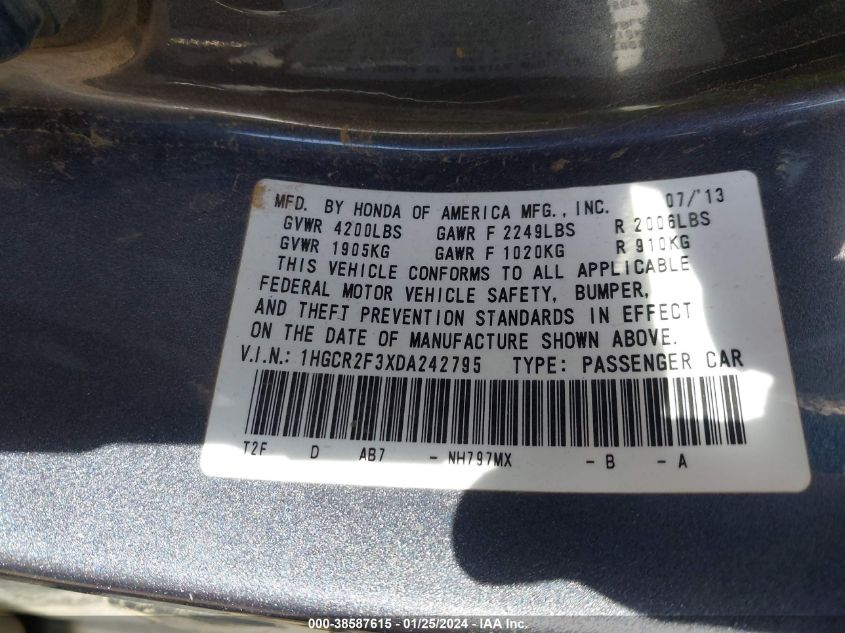 MFD. BY HONDA OF AMERICA MFG., INC. 07/'13
GVWR 4200LBS GAWR F 2249LBS R 2006LBS
GVWR 1905KG GAWR F 1020KG R 910KG
THIS VEHICLE CONFORMS TO ALL APPLICABLE
FEDERAL MOTOR VEHICLE SAFETY, BUMPER,
AND THEFT PREVENTION STANDARDS IN EFFECT
ON THE DATE OF MANUFACTURE SHOWN ABOVE.
V.I.N.: 1HGCR2F3XDA242795 TYPE: PASSENGER CAR
T2F D AB7 - NH797MX - B - A
000-38587615 - 01/25/2024 - IAA Inc.